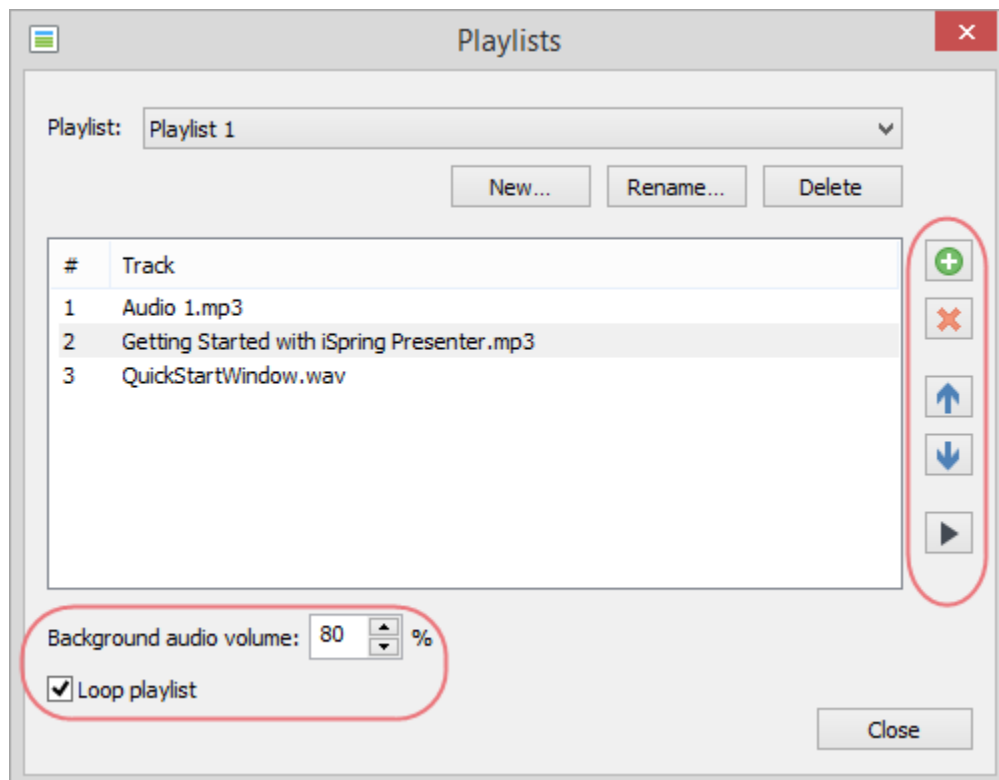 Playlists
Playlist: Playlist 1
New... Rename... Delete
# Track
1 Audio 1.mp3
2 Getting Started with iSpring Presenter.mp3
3 QuickStartWindow.wav
Background audio volume: 80 %
Loop playlist
Close